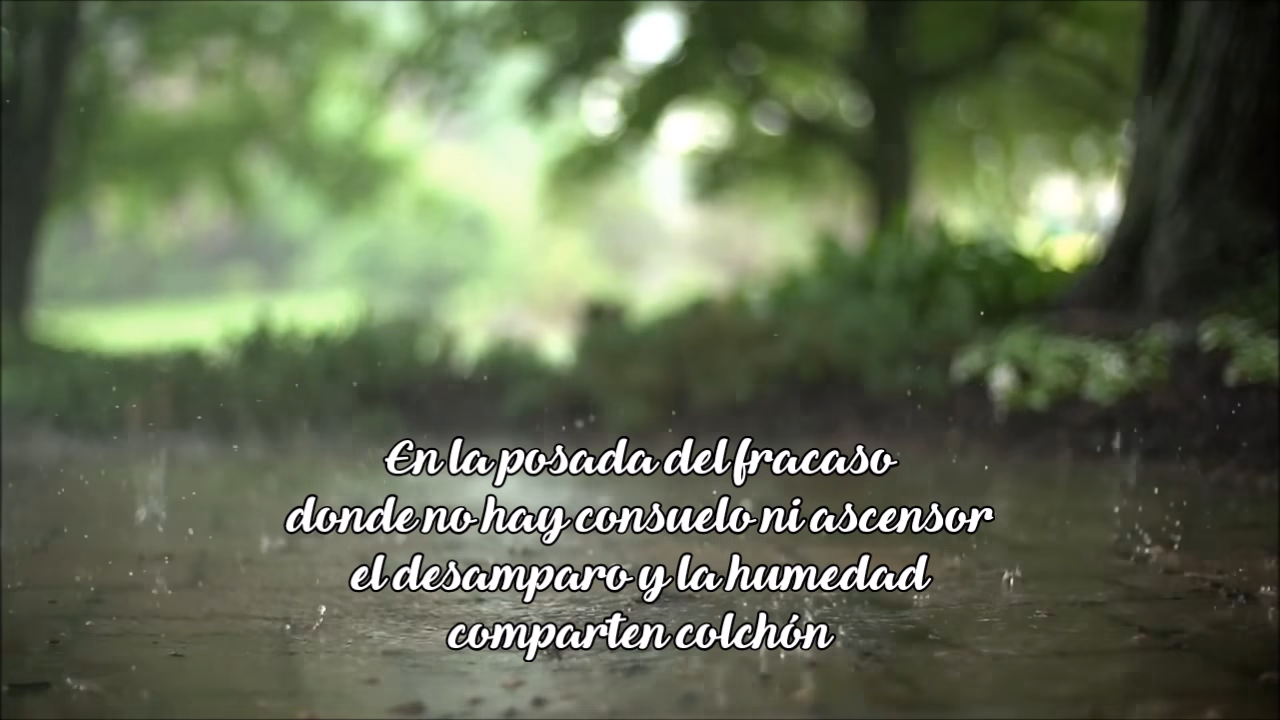 En la posada del fracaso
donde no hay consuelo ni ascensor
el desamparo y la humedad
comparten colchón